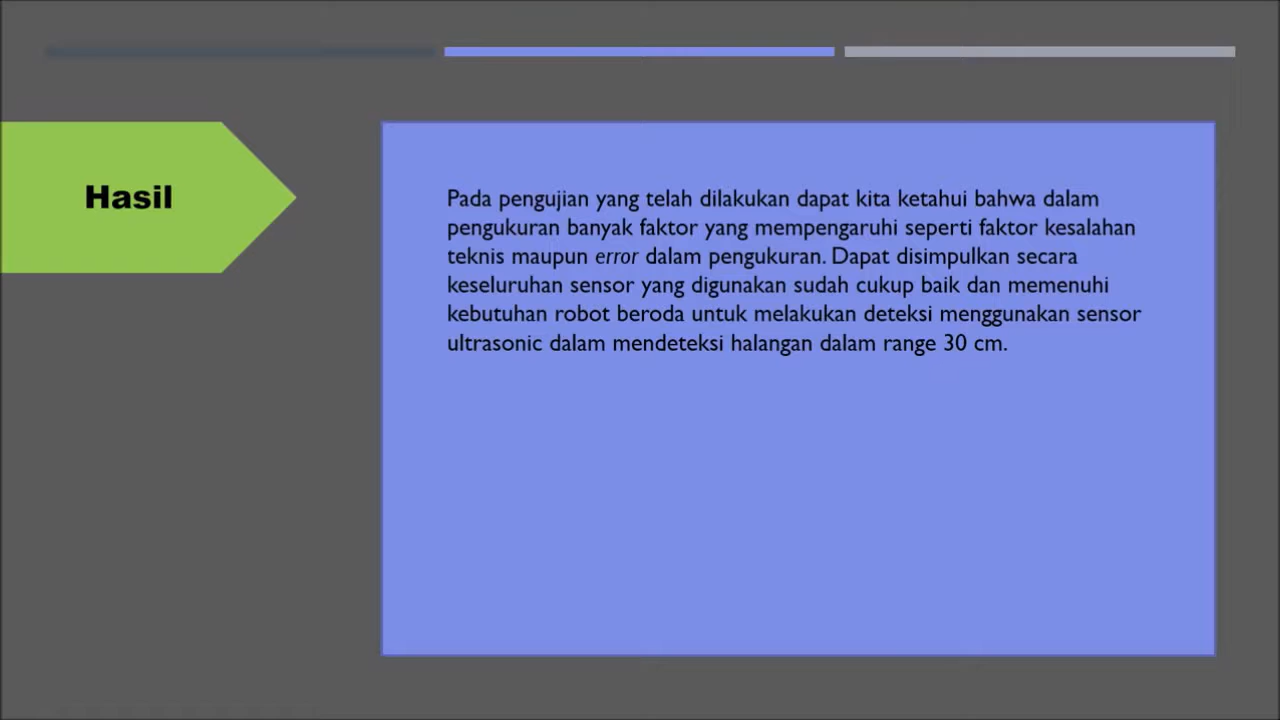 Hasil
Pada pengujian yang telah dilakukan dapat kita ketahui bahwa dalam
pengukuran banyak faktor yang mempengaruhi seperti faktor kesalahan
teknis maupun error dalam pengukuran. Dapat disimpulkan secara
keseluruhan sensor yang digunakan sudah cukup baik dan memenuhi
kebutuhan robot beroda untuk melakukan deteksi menggunakan sensor
ultrasonic dalam mendeteksi halangan dalam range 30 cm.